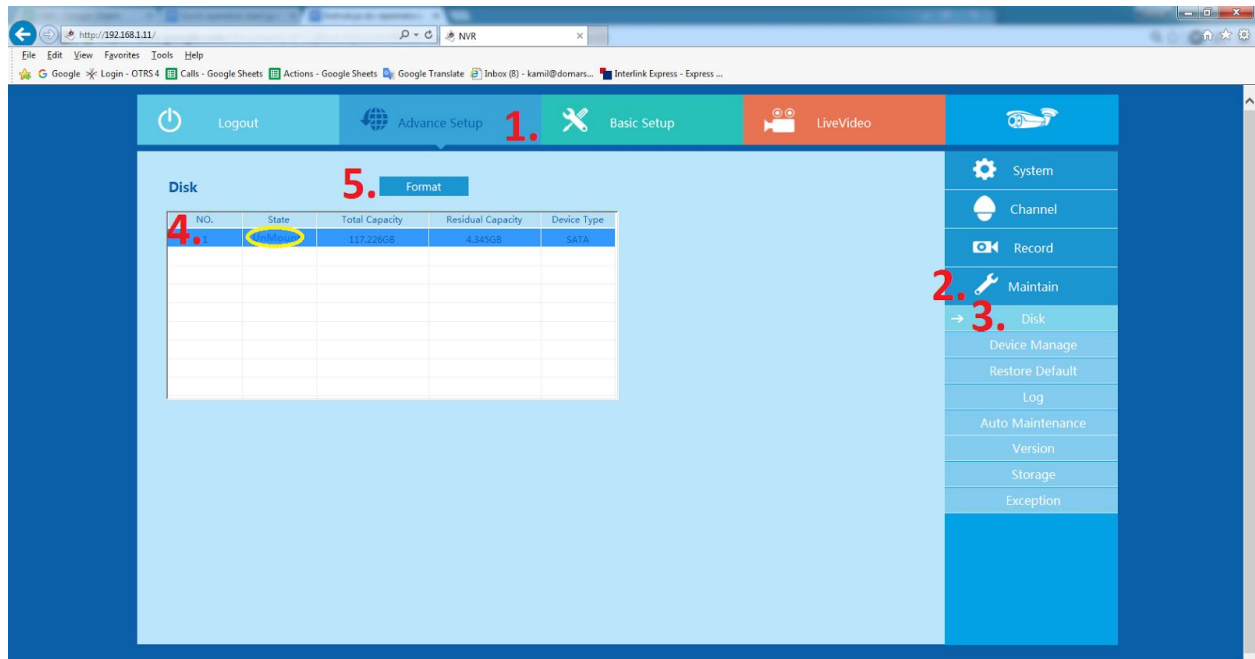 http://192.168.1.11/
NVR
File Edit View Favorites Tools Help
Google Login - OTRS 4 Calls - Google Sheets Actions - Google Sheets Google Translate Inbox (8) - kamil@domars... Interlink Express - Express ...
Logout Advance Setup 1. Basic Setup LiveVideo
Disk 5. Format
NO. State Total Capacity Residual Capacity Device Type
4. 1 UnMount 117.226GB 4.345GB SATA
System
Channel
Record
2. Maintain
3. Disk
Device Manage
Restore Default
Log
Auto Maintenance
Version
Storage
Exception